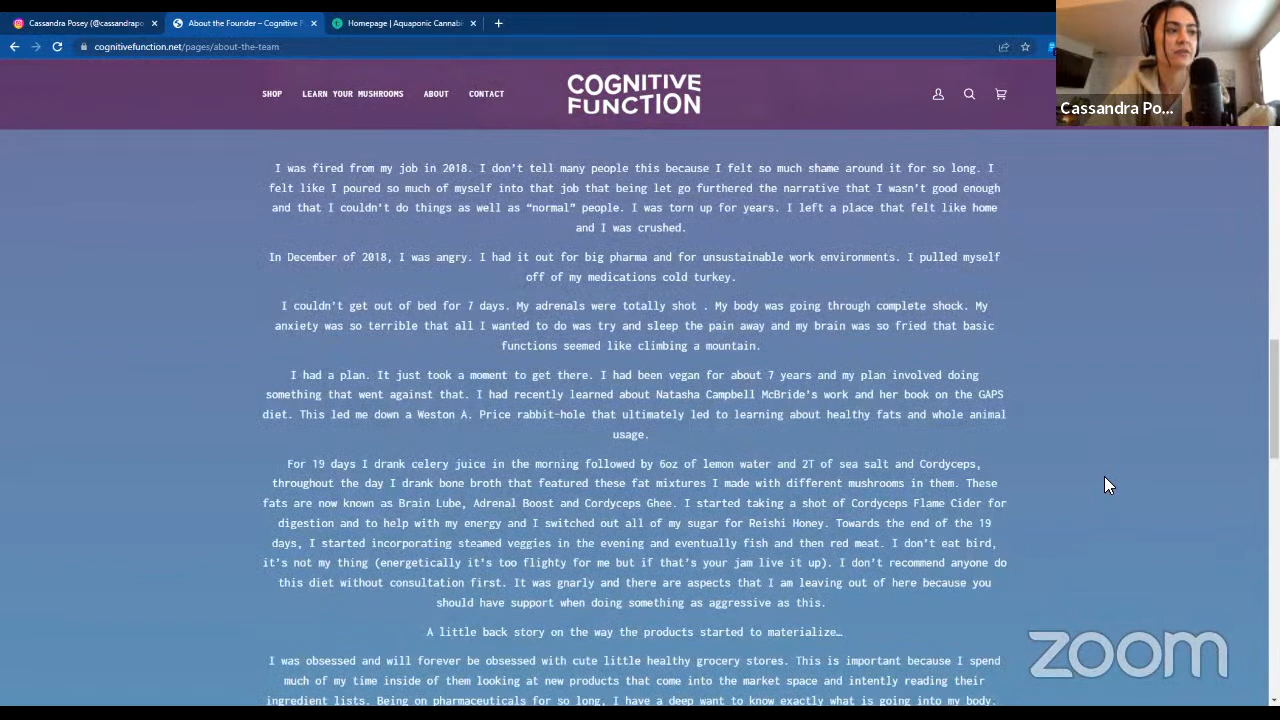 Cassandra Posey (@cassandrapo
About the Founder – Cognitive F
Homepage | Aquaponic Cannabi
cognitivefunction.net/pages/about-the-team
SHOP
LEARN YOUR MUSHROOMS
ABOUT
CONTACT
COGNITIVE
FUNCTION
Cassandra Po...
I was fired from my job in 2018. I don't tell many people this because I felt so much shame around it for so long. I
felt like I poured so much of myself into that job that being let go furthered the narrative that I wasn't good enough
and that I couldn't do things as well as “normal” people. I was torn up for years. I left a place that felt like home
and I was crushed.
In December of 2018, I was angry. I had it out for big pharma and for unsustainable work environments. I pulled myself
off of my medications cold turkey.
I couldn't get out of bed for 7 days. My adrenals were totally shot . My body was going through complete shock. My
anxiety was so terrible that all I wanted to do was try and sleep the pain away and my brain was so fried that basic
functions seemed like climbing a mountain.
I had a plan. It just took a moment to get there. I had been vegan for about 7 years and my plan involved doing
something that went against that. I had recently learned about Natasha Campbell McBride's work and her book on the GAPS
diet. This led me down a Weston A. Price rabbit-hole that ultimately led to learning about healthy fats and whole animal
usage.
For 19 days I drank celery juice in the morning followed by 6oz of lemon water and 2T of sea salt and Cordyceps,
throughout the day I drank bone broth that featured these fat mixtures I made with different mushrooms in them. These
fats are now known as Brain Lube, Adrenal Boost and Cordyceps Ghee. I started taking a shot of Cordyceps Flame Cider for
digestion and to help with my energy and I switched out all of my sugar for Reishi Honey. Towards the end of the 19
days, I started incorporating steamed veggies in the evening and eventually fish and then red meat. I don't eat bird,
it's not my thing (energetically it's too flighty for me but if that's your jam live it up). I don't recommend anyone do
this diet without consultation first. It was gnarly and there are aspects that I am leaving out of here because you
should have support when doing something as aggressive as this.
A little back story on the way the products started to materialize…
I was obsessed and will forever be obsessed with cute little healthy grocery stores. This is important because I spend
much of my time inside of them looking at new products that come into the market space and intently reading their
ingredient lists. Being on pharmaceuticals for so long, I have a deep want to know exactly what is going into my body.
zoom